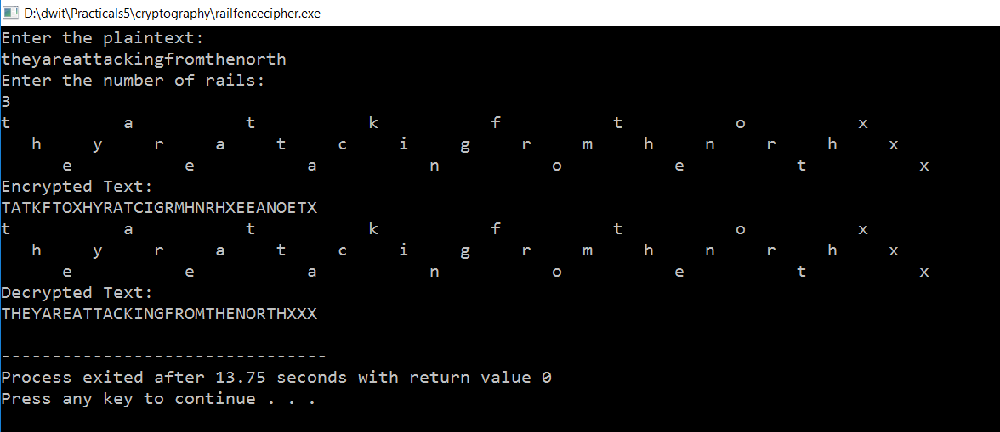 D:\dwit\Practicals5\cryptography\railfencecipher.exe
Enter the plaintext:
theyareattackingfromthenorth
Enter the number of rails:
3
t           a           t           k           f           t           o           x
   h     y     r     a     t     c     i     g     r     m     h     n     r     h     x
      e           e           a           n           o           e           t           x
Encrypted Text:
TATKFTOXHYRATCIGRMHNRHXEEANOETX
t           a           t           k           f           t           o           x
   h     y     r     a     t     c     i     g     r     m     h     n     r     h     x
      e           e           a           n           o           e           t           x
Decrypted Text:
THEYAREATTACKINGFROMTHENORTHXXX
--------------------------------
Process exited after 13.75 seconds with return value 0
Press any key to continue . . .